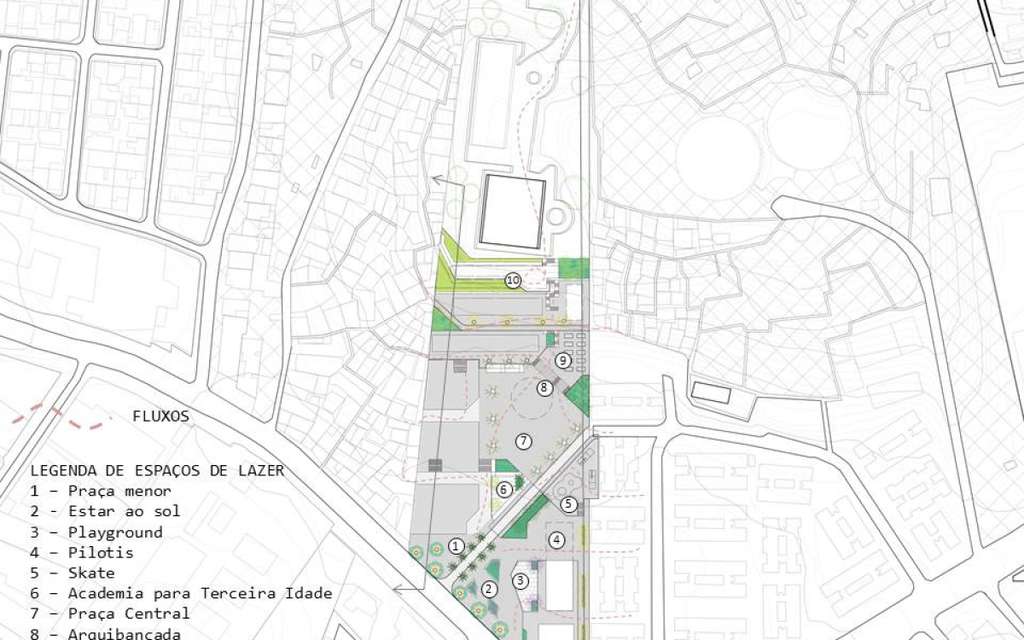 10
9
8
7
6
5
4
1
3
2
FLUXOS
LEGENDA DE ESPAÇOS DE LAZER
1 – Praça menor
2 - Estar ao sol
3 – Playground
4 – Pilotis
5 – Skate
6 – Academia para Terceira Idade
7 – Praça Central
8 – Arquibancada